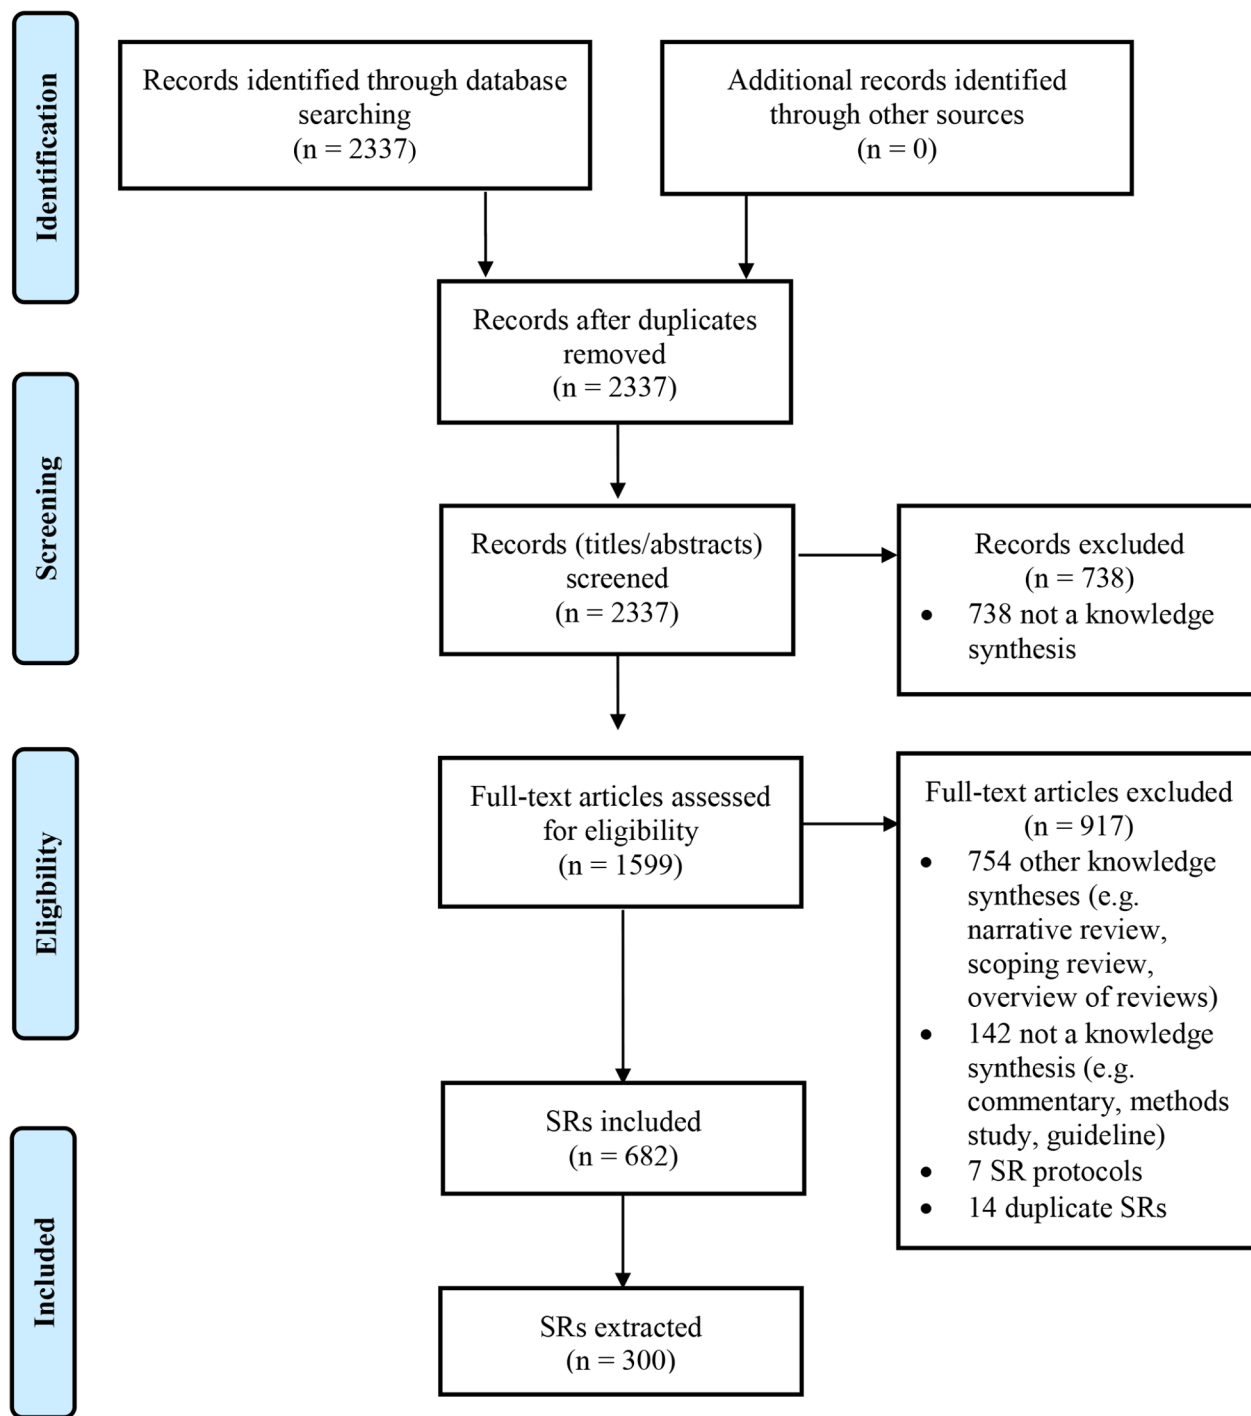 Identification
Records identified through database
searching
(n = 2337)
Additional records identified
through other sources
(n = 0)
Records after duplicates
removed
(n = 2337)
Screening
Records (titles/abstracts)
screened
(n = 2337)
Records excluded
(n = 738)
• 738 not a knowledge
synthesis
Eligibility
Full-text articles assessed
for eligibility
(n = 1599)
Full-text articles excluded
(n = 917)
• 754 other knowledge
syntheses (e.g.
narrative review,
scoping review,
overview of reviews)
• 142 not a knowledge
synthesis (e.g.
commentary, methods
study, guideline)
• 7 SR protocols
• 14 duplicate SRs
Included
SRs included
(n = 682)
SRs extracted
(n = 300)